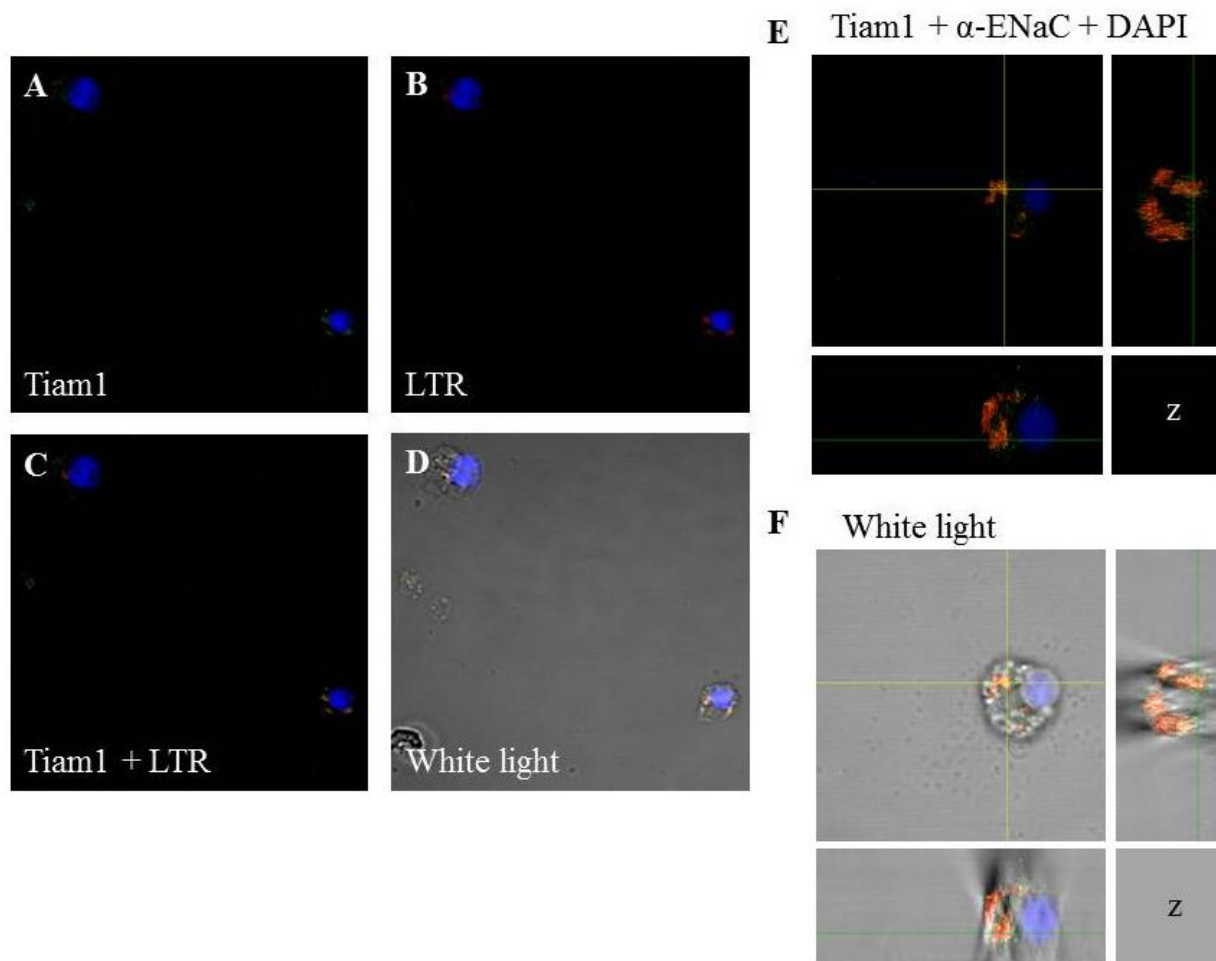 A
Tiam1
B
LTR
C
Tiam1 + LTR
D
White light
E
Tiam1 + α-ENaC + DAPI
z
F
White light
z